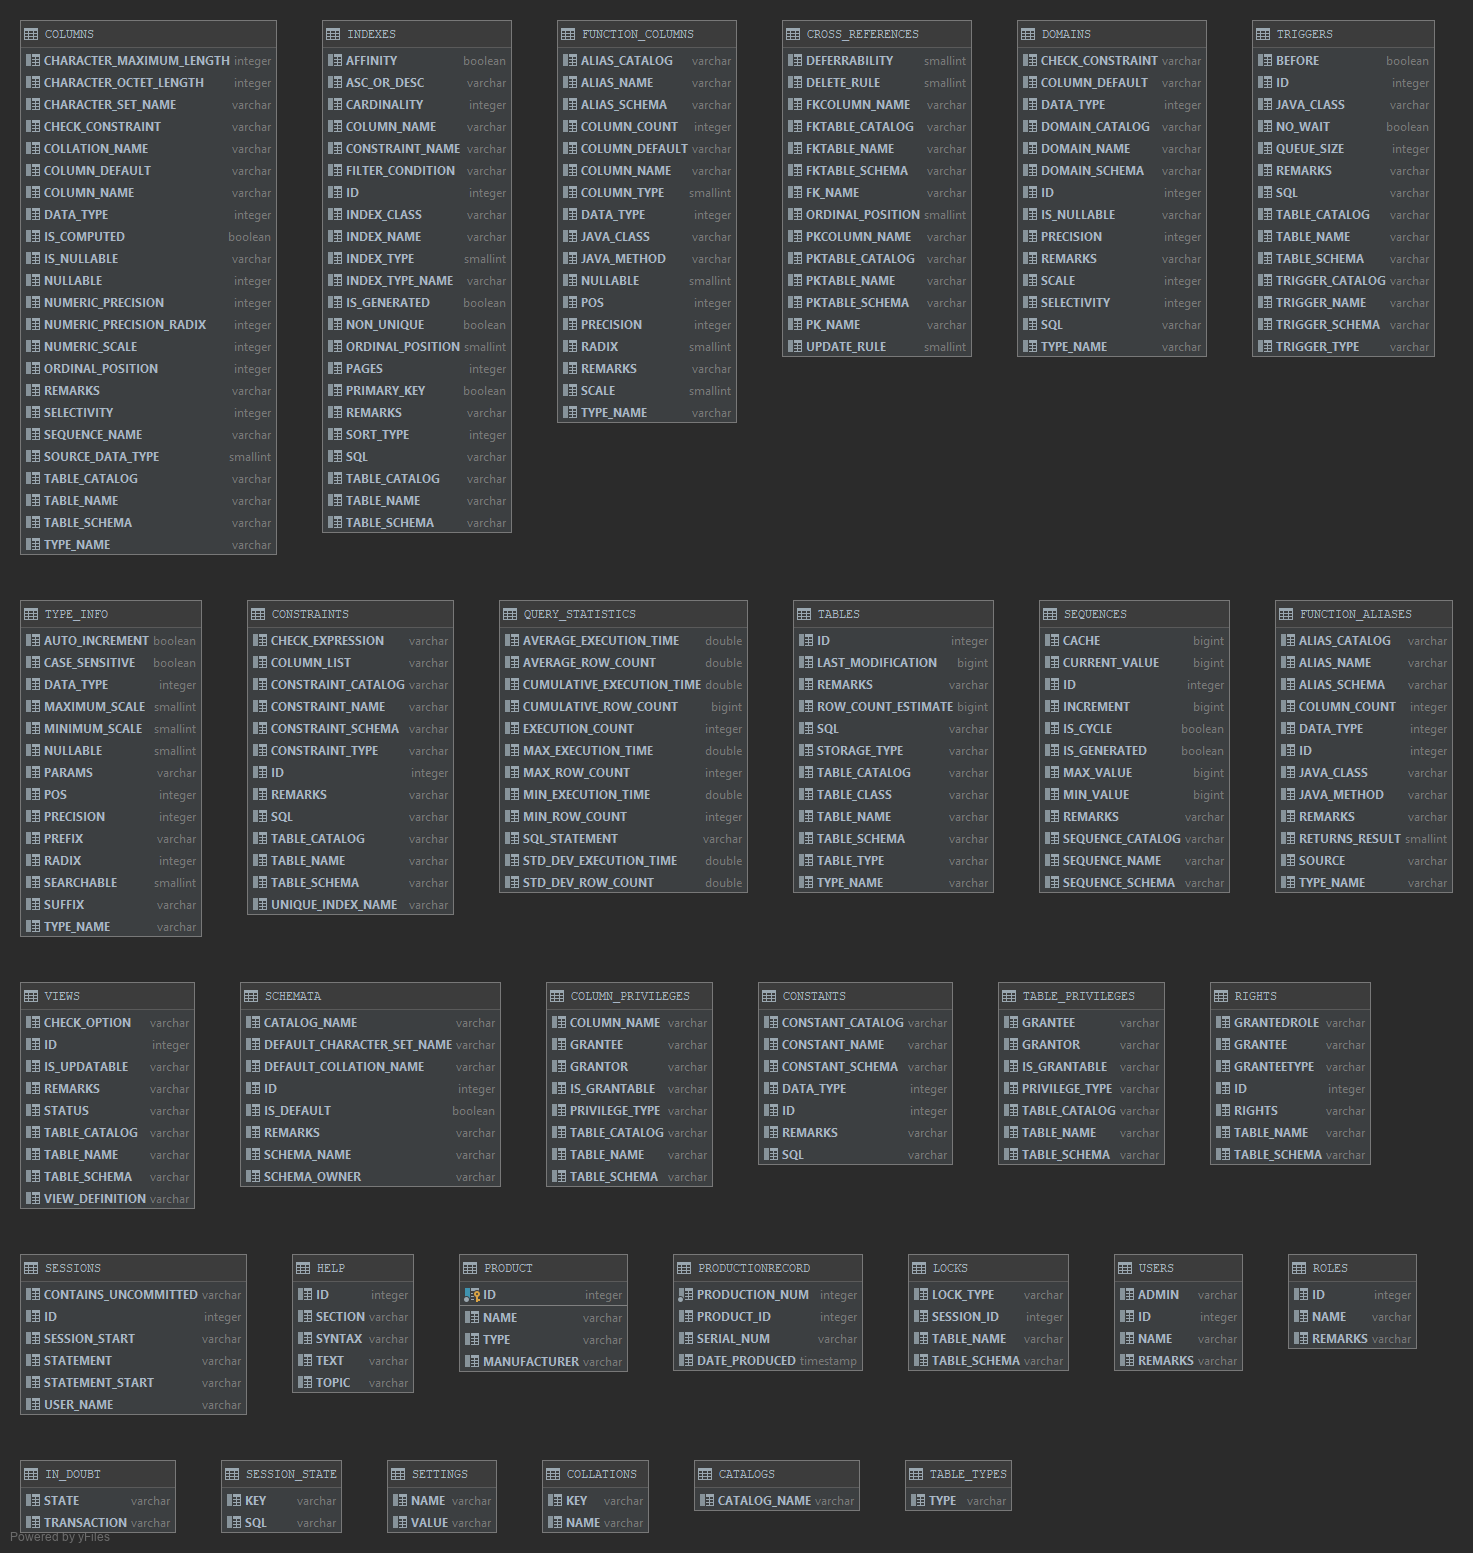 COLUMNS
CHARACTER_MAXIMUM_LENGTH integer
CHARACTER_OCTET_LENGTH integer
CHARACTER_SET_NAME varchar
CHECK_CONSTRAINT varchar
COLLATION_NAME varchar
COLUMN_DEFAULT varchar
COLUMN_NAME varchar
DATA_TYPE integer
IS_COMPUTED boolean
IS_NULLABLE varchar
NULLABLE integer
NUMERIC_PRECISION integer
NUMERIC_PRECISION_RADIX integer
NUMERIC_SCALE integer
ORDINAL_POSITION integer
REMARKS varchar
SELECTIVITY integer
SEQUENCE_NAME varchar
SOURCE_DATA_TYPE smallint
TABLE_CATALOG varchar
TABLE_NAME varchar
TABLE_SCHEMA varchar
TYPE_NAME varchar
INDEXES
AFFINITY boolean
ASC_OR_DESC varchar
CARDINALITY integer
COLUMN_NAME varchar
CONSTRAINT_NAME varchar
FILTER_CONDITION varchar
ID integer
INDEX_CLASS varchar
INDEX_NAME varchar
INDEX_TYPE smallint
INDEX_TYPE_NAME varchar
IS_GENERATED boolean
NON_UNIQUE boolean
ORDINAL_POSITION smallint
PAGES integer
PRIMARY_KEY boolean
REMARKS varchar
SORT_TYPE integer
SQL varchar
TABLE_CATALOG varchar
TABLE_NAME varchar
TABLE_SCHEMA varchar
FUNCTION_COLUMNS
ALIAS_CATALOG varchar
ALIAS_NAME varchar
ALIAS_SCHEMA varchar
COLUMN_COUNT integer
COLUMN_DEFAULT varchar
COLUMN_NAME varchar
COLUMN_TYPE smallint
DATA_TYPE integer
JAVA_CLASS varchar
JAVA_METHOD varchar
NULLABLE smallint
POS integer
PRECISION integer
RADIX smallint
REMARKS varchar
SCALE smallint
TYPE_NAME varchar
CROSS_REFERENCES
DEFERRABILITY smallint
DELETE_RULE smallint
FKCOLUMN_NAME varchar
FKTABLE_CATALOG varchar
FKTABLE_NAME varchar
FKTABLE_SCHEMA varchar
FK_NAME varchar
ORDINAL_POSITION smallint
PKCOLUMN_NAME varchar
PKTABLE_CATALOG varchar
PKTABLE_NAME varchar
PKTABLE_SCHEMA varchar
PK_NAME varchar
UPDATE_RULE smallint
DOMAINS
CHECK_CONSTRAINT varchar
COLUMN_DEFAULT varchar
DATA_TYPE integer
DOMAIN_CATALOG varchar
DOMAIN_NAME varchar
DOMAIN_SCHEMA varchar
ID integer
IS_NULLABLE varchar
PRECISION integer
REMARKS varchar
SCALE integer
SELECTIVITY integer
SQL varchar
TYPE_NAME varchar
TRIGGERS
BEFORE boolean
ID integer
JAVA_CLASS varchar
NO_WAIT boolean
QUEUE_SIZE integer
REMARKS varchar
SQL varchar
TABLE_CATALOG varchar
TABLE_NAME varchar
TABLE_SCHEMA varchar
TRIGGER_CATALOG varchar
TRIGGER_NAME varchar
TRIGGER_SCHEMA varchar
TRIGGER_TYPE varchar
TYPE_INFO
AUTO_INCREMENT boolean
CASE_SENSITIVE boolean
DATA_TYPE integer
MAXIMUM_SCALE smallint
MINIMUM_SCALE smallint
NULLABLE smallint
PARAMS varchar
POS integer
PRECISION integer
PREFIX varchar
RADIX integer
SEARCHABLE smallint
SUFFIX varchar
TYPE_NAME varchar
CONSTRAINTS
CHECK_EXPRESSION varchar
COLUMN_LIST varchar
CONSTRAINT_CATALOG varchar
CONSTRAINT_NAME varchar
CONSTRAINT_SCHEMA varchar
CONSTRAINT_TYPE varchar
ID integer
REMARKS varchar
SQL varchar
TABLE_CATALOG varchar
TABLE_NAME varchar
TABLE_SCHEMA varchar
UNIQUE_INDEX_NAME varchar
QUERY_STATISTICS
AVERAGE_EXECUTION_TIME double
AVERAGE_ROW_COUNT double
CUMULATIVE_EXECUTION_TIME double
CUMULATIVE_ROW_COUNT bigint
EXECUTION_COUNT integer
MAX_EXECUTION_TIME double
MAX_ROW_COUNT integer
MIN_EXECUTION_TIME double
MIN_ROW_COUNT integer
SQL_STATEMENT varchar
STD_DEV_EXECUTION_TIME double
STD_DEV_ROW_COUNT double
TABLES
ID integer
LAST_MODIFICATION bigint
REMARKS varchar
ROW_COUNT_ESTIMATE bigint
SQL varchar
STORAGE_TYPE varchar
TABLE_CATALOG varchar
TABLE_CLASS varchar
TABLE_NAME varchar
TABLE_SCHEMA varchar
TABLE_TYPE varchar
TYPE_NAME varchar
SEQUENCES
CACHE bigint
CURRENT_VALUE bigint
ID integer
INCREMENT bigint
IS_CYCLE boolean
IS_GENERATED boolean
MAX_VALUE bigint
MIN_VALUE bigint
REMARKS varchar
SEQUENCE_CATALOG varchar
SEQUENCE_NAME varchar
SEQUENCE_SCHEMA varchar
FUNCTION_ALIASES
ALIAS_CATALOG varchar
ALIAS_NAME varchar
ALIAS_SCHEMA varchar
COLUMN_COUNT integer
DATA_TYPE integer
ID integer
JAVA_CLASS varchar
JAVA_METHOD varchar
REMARKS varchar
RETURNS_RESULT smallint
SOURCE varchar
TYPE_NAME varchar
VIEWS
CHECK_OPTION varchar
ID integer
IS_UPDATABLE varchar
REMARKS varchar
STATUS varchar
TABLE_CATALOG varchar
TABLE_NAME varchar
TABLE_SCHEMA varchar
VIEW_DEFINITION varchar
SCHEMATA
CATALOG_NAME varchar
DEFAULT_CHARACTER_SET_NAME varchar
DEFAULT_COLLATION_NAME varchar
ID integer
IS_DEFAULT boolean
REMARKS varchar
SCHEMA_NAME varchar
SCHEMA_OWNER varchar
COLUMN_PRIVILEGES
COLUMN_NAME varchar
GRANTEE varchar
GRANTOR varchar
IS_GRANTABLE varchar
PRIVILEGE_TYPE varchar
TABLE_CATALOG varchar
TABLE_NAME varchar
TABLE_SCHEMA varchar
CONSTANTS
CONSTANT_CATALOG varchar
CONSTANT_NAME varchar
CONSTANT_SCHEMA varchar
DATA_TYPE integer
ID integer
REMARKS varchar
SQL varchar
TABLE_PRIVILEGES
GRANTEE varchar
GRANTOR varchar
IS_GRANTABLE varchar
PRIVILEGE_TYPE varchar
TABLE_CATALOG varchar
TABLE_NAME varchar
TABLE_SCHEMA varchar
RIGHTS
GRANTEDROLE varchar
GRANTEE varchar
GRANTEETYPE varchar
ID integer
RIGHTS varchar
TABLE_NAME varchar
TABLE_SCHEMA varchar
SESSIONS
CONTAINS_UNCOMMITTED varchar
ID integer
SESSION_START varchar
STATEMENT varchar
STATEMENT_START varchar
USER_NAME varchar
HELP
ID integer
SECTION varchar
SYNTAX varchar
TEXT varchar
TOPIC varchar
PRODUCT
ID integer
NAME varchar
TYPE varchar
MANUFACTURER varchar
PRODUCTIONRECORD
PRODUCTION_NUM integer
PRODUCT_ID integer
SERIAL_NUM varchar
DATE_PRODUCED timestamp
LOCKS
LOCK_TYPE varchar
SESSION_ID integer
TABLE_NAME varchar
TABLE_SCHEMA varchar
USERS
ADMIN varchar
ID integer
NAME varchar
REMARKS varchar
ROLES
ID integer
NAME varchar
REMARKS varchar
IN_DOUBT
STATE varchar
TRANSACTION varchar
SESSION_STATE
KEY varchar
SQL varchar
SETTINGS
NAME varchar
VALUE varchar
COLLATIONS
KEY varchar
NAME varchar
CATALOGS
CATALOG_NAME varchar
TABLE_TYPES
TYPE varchar
Powered by yFiles